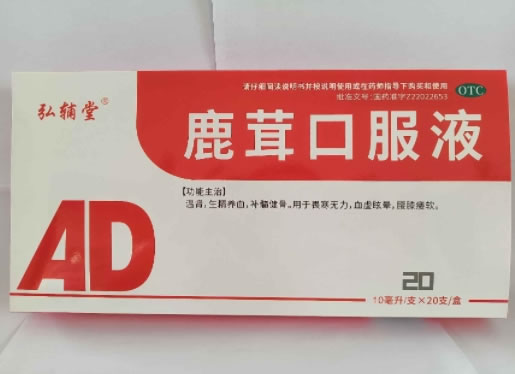 请仔细阅读说明书并按说明使用或在药师指导下购买和使用
批准文号:国药准字Z22022653
OTC
弘辅堂®
鹿茸口服液
【功能主治】
温肾,生精养血,补髓健骨。用于畏寒无力,血虚眩晕,腰膝痿软。
AD
20
10毫升/支×20支/盒